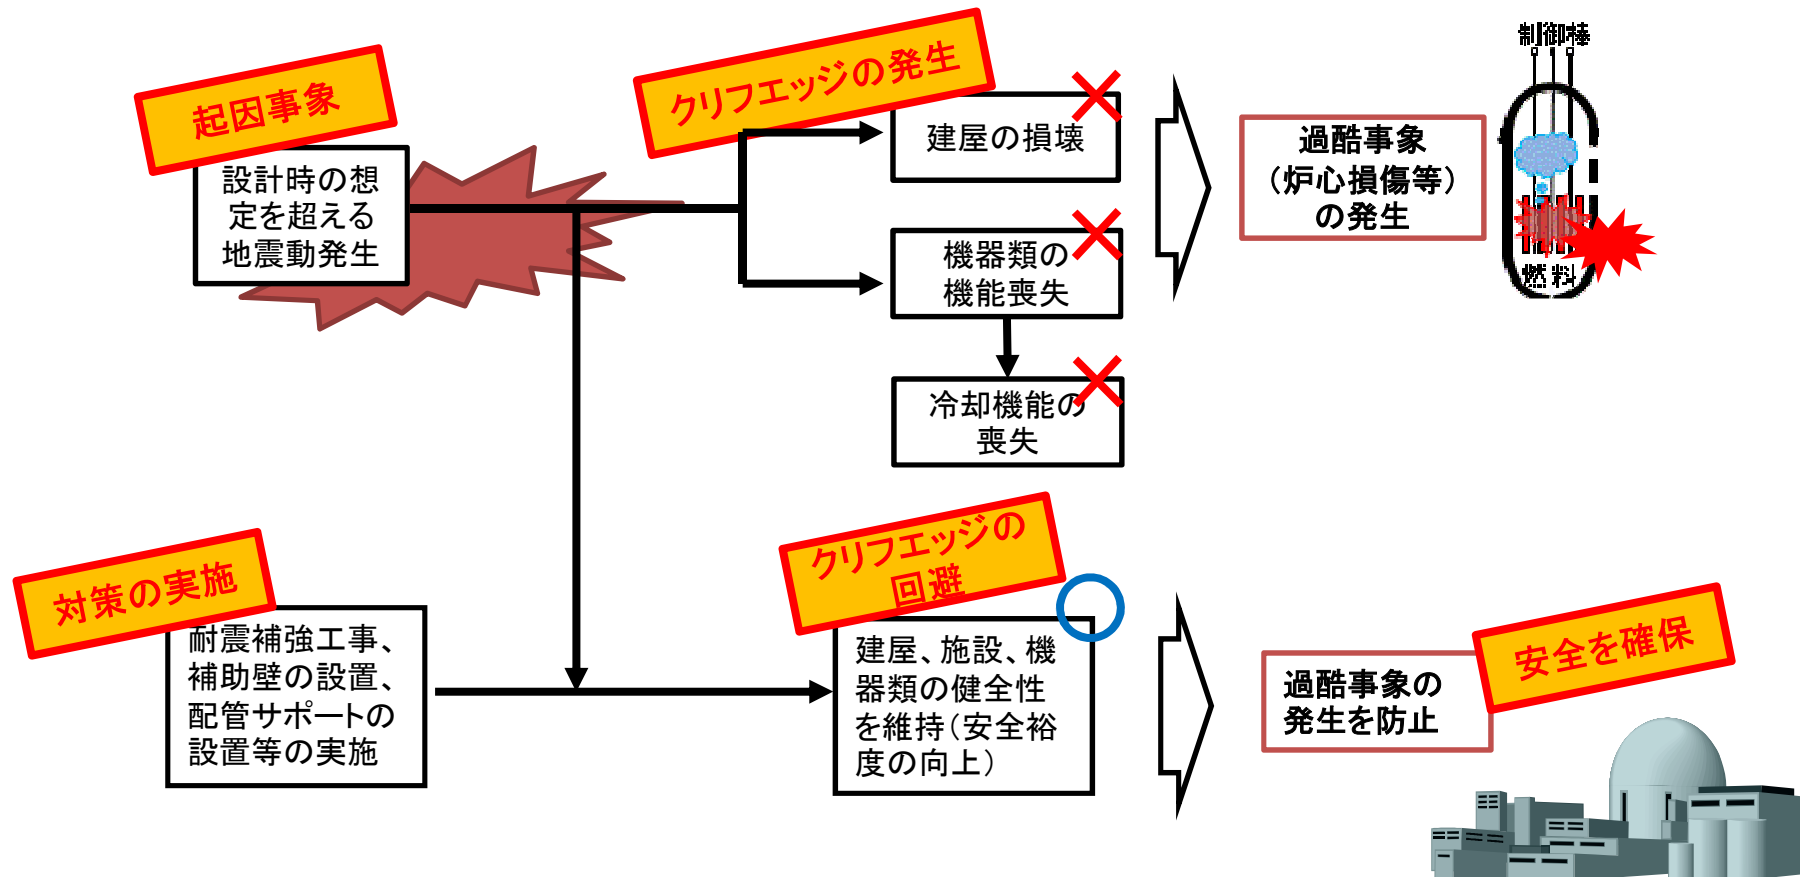 起因事象
設計時の想
定を超える
地震動発生
クリフエッジの発生
建屋の損壊
機器類の
機能喪失
冷却機能の
喪失
過酷事象
（炉心損傷等）
の発生
制御棒
燃料
対策の実施
耐震補強工事、
補助壁の設置、
配管サポートの
設置等の実施
クリフエッジの
回避
建屋、施設、機
器類の健全性
を維持（安全裕
度の向上）
過酷事象の
発生を防止
安全を確保